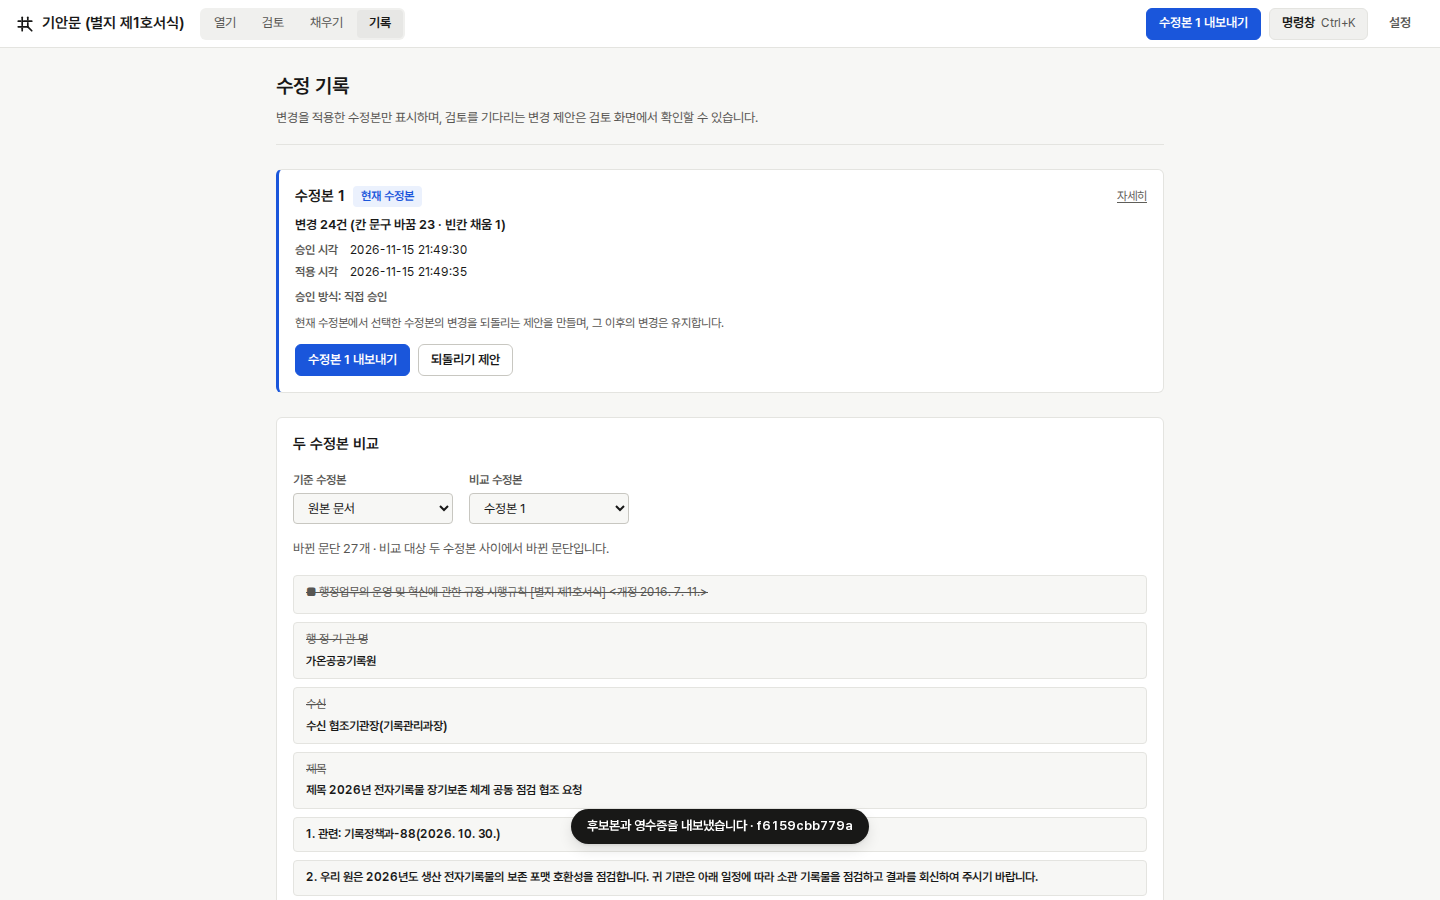 기안문 (별지 제1호서식)
열기
검토
채우기
기록
수정본 1 내보내기
명령창 Ctrl+K
설정
수정 기록
변경을 적용한 수정본만 표시하며, 검토를 기다리는 변경 제안은 검토 화면에서 확인할 수 있습니다.
수정본 1
현재 수정본
자세히
변경 24건 (칸 문구 바꿈 23 · 빈칸 채움 1)
승인 시각 2026-11-15 21:49:30
적용 시각 2026-11-15 21:49:35
승인 방식: 직접 승인
현재 수정본에서 선택한 수정본의 변경을 되돌리는 제안을 만들며, 그 이후의 변경은 유지합니다.
수정본 1 내보내기
되돌리기 제안
두 수정본 비교
기준 수정본
비교 수정본
원본 문서
수정본 1
바뀐 문단 27개 · 비교 대상 두 수정본 사이에서 바뀐 문단입니다.
■ 행정업무의 운영 및 혁신에 관한 규정 시행규칙 [별지 제1호서식] <개정 2016. 7. 11.>
행 정 기 관 명
가온공공기록원
수신
수신 협조기관장(기록관리과장)
제목
제목 2026년 전자기록물 장기보존 체계 공동 점검 협조 요청
1. 관련: 기록정책과-88(2026. 10. 30.)
후보본과 영수증을 내보냈습니다 · f6159cbb779a
2. 우리 원은 2026년도 생산 전자기록물의 보존 포맷 호환성을 점검합니다. 귀 기관은 아래 일정에 따라 소관 기록물을 점검하고 결과를 회신하여 주시기 바랍니다.